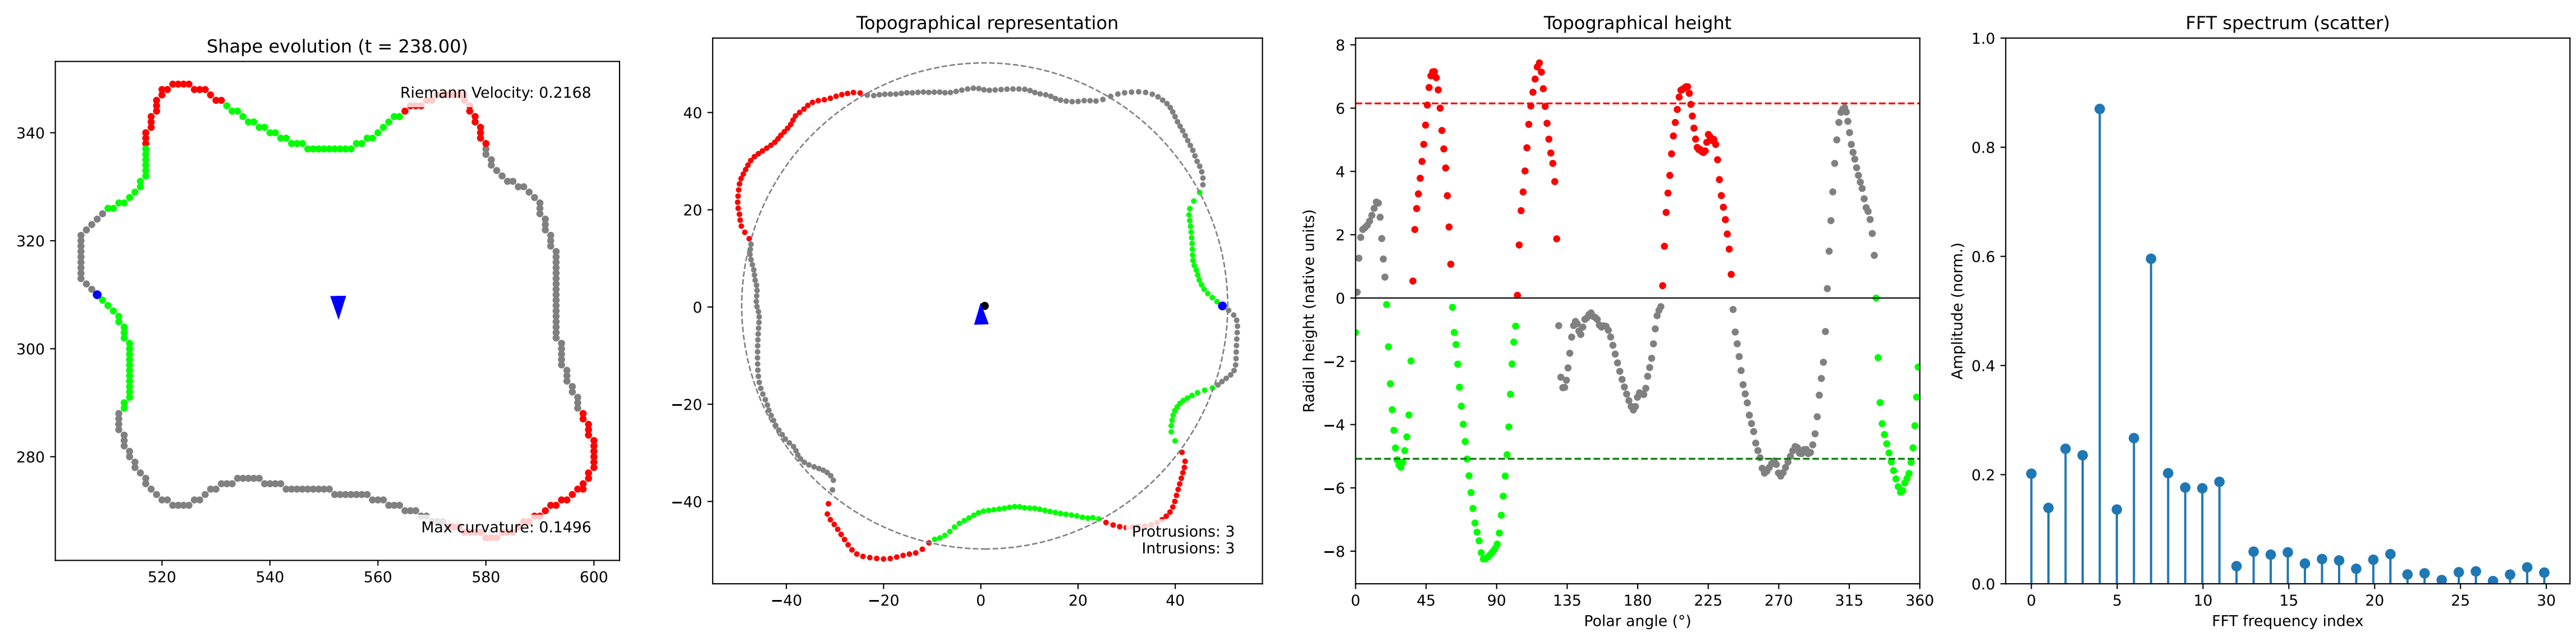 Shape evolution (t = 238.00)
Riemann Velocity: 0.2168
Max curvature: 0.1496
340
320
300
280
520 540 560 580 600
Topographical representation
40
20
0
−20
−40
−40 −20 0 20 40
Protrusions: 3
Intrusions: 3
Topographical height
Radial height (native units)
8
6
4
2
0
−2
−4
−6
−8
0 45 90 135 180 225 270 315 360
Polar angle (°)
FFT spectrum (scatter)
Amplitude (norm.)
1.0
0.8
0.6
0.4
0.2
0.0
0 5 10 15 20 25 30
FFT frequency index